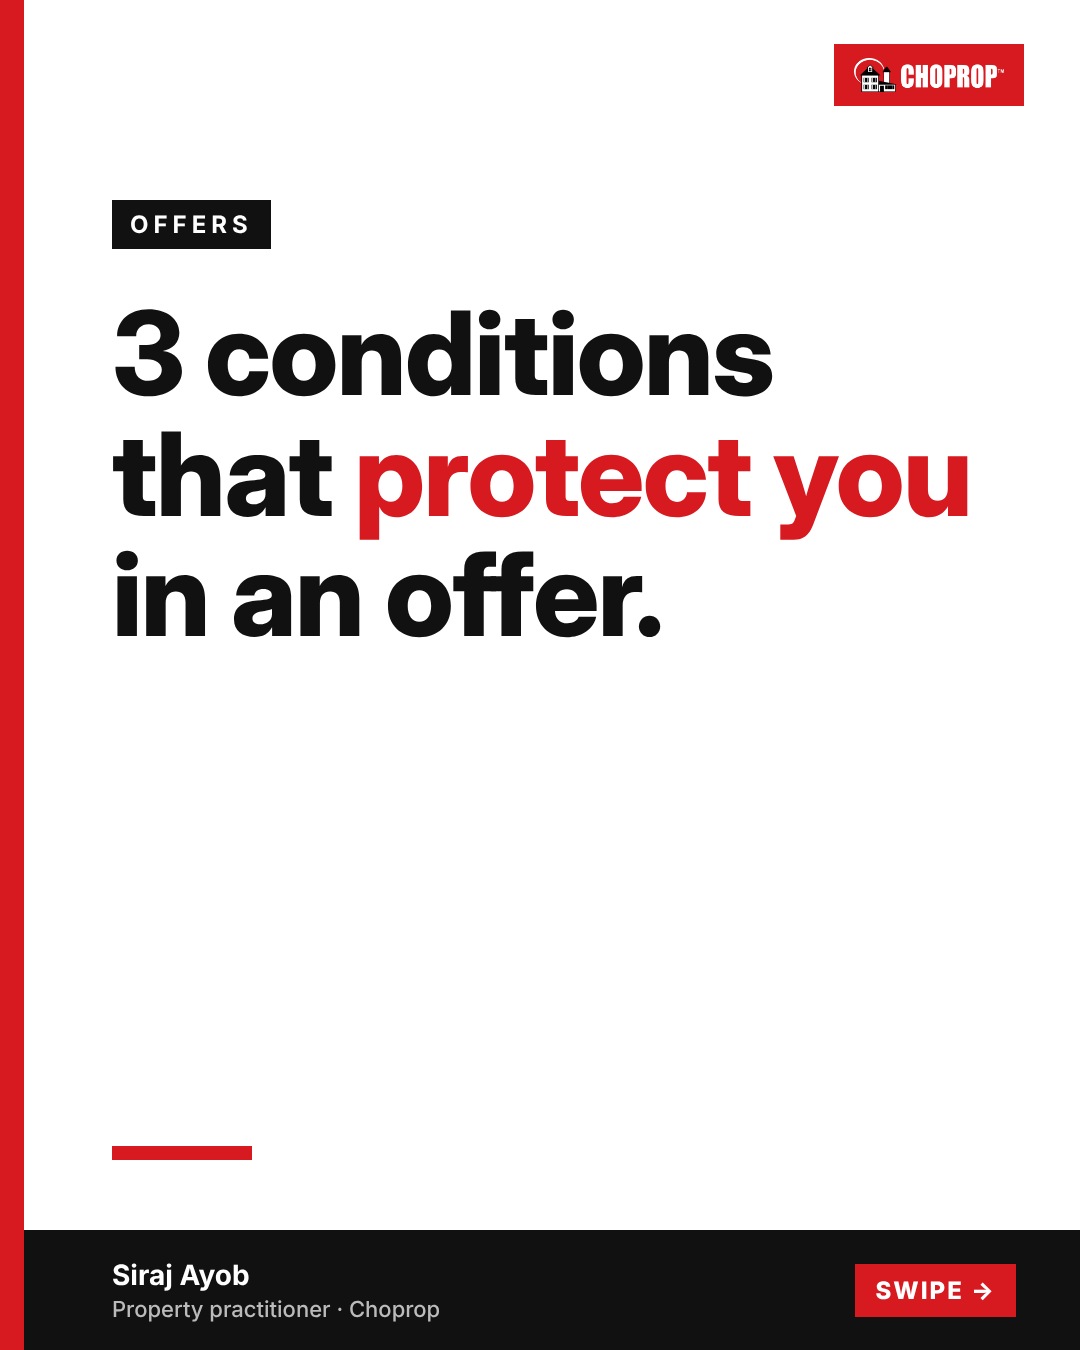 CHOPROP™
OFFERS
3 conditions
that protect you
in an offer.
Siraj Ayob
Property practitioner · Choprop
SWIPE →